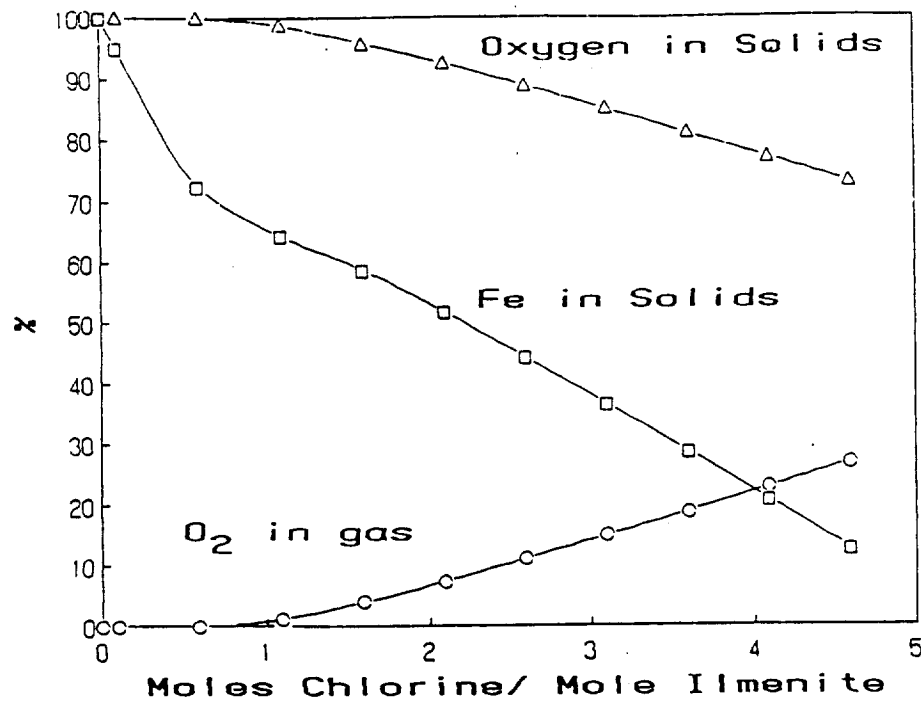 100
90
80
70
60
50
40
30
20
10
0
%
Oxygen in Solids
Fe in Solids
O2 in gas
0 1 2 3 4 5
Moles Chlorine/ Mole Ilmenite